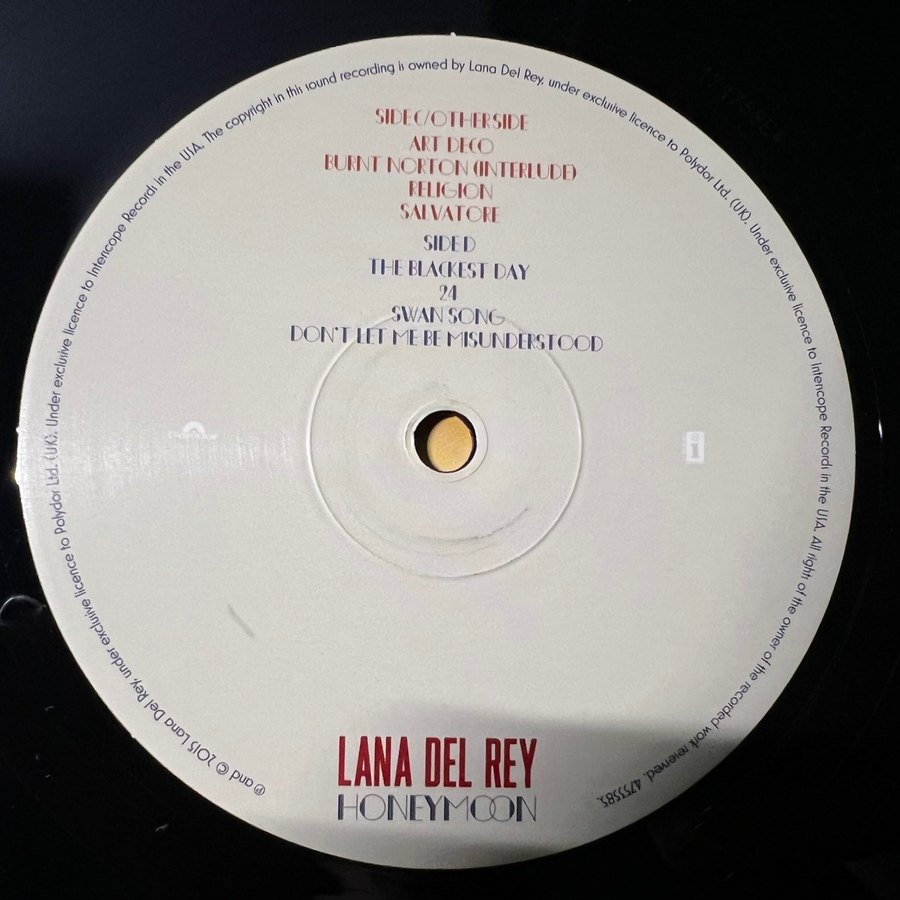 SIDE C/OTHER SIDE
ART DECO
BURNT NORTON (INTERLUDE)
RELIGION
SALVATORE
SIDE D
THE BLACKEST DAY
24
SWAN SONG
DON'T LET ME BE MISUNDERSTOOD
LANA DEL REY
HONEYMOON
℗ and © 2015 Lana Del Rey, under exclusive licence to Polydor Ltd. (UK). Under exclusive licence to Interscope Records in the USA. The copyright in this sound recording is owned by Lana Del Rey, under exclusive licence to Polydor Ltd. (UK). Under exclusive licence to Interscope Records in the USA. All rights of the owner of the recorded work reserved. 4753583.